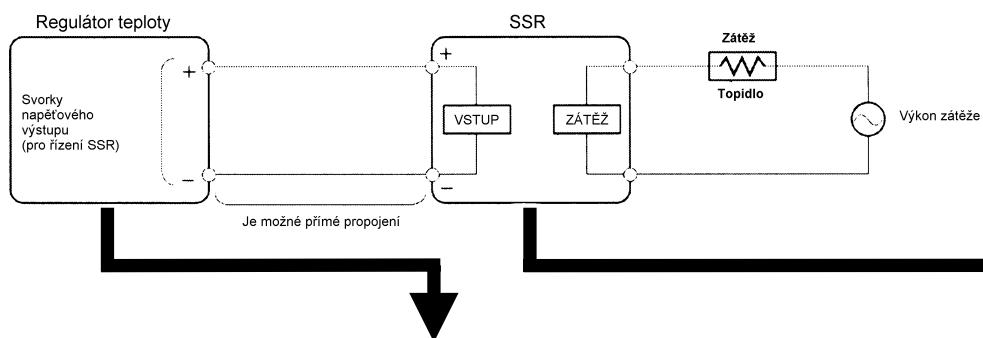 Regulátor teploty
SSR
Zátěž
Topidlo
+
+
Svorky
napěťového
výstupu
(pro řízení SSR)
VSTUP
ZÁTĚŽ
Výkon zátěže
−
−
Je možné přímé propojení